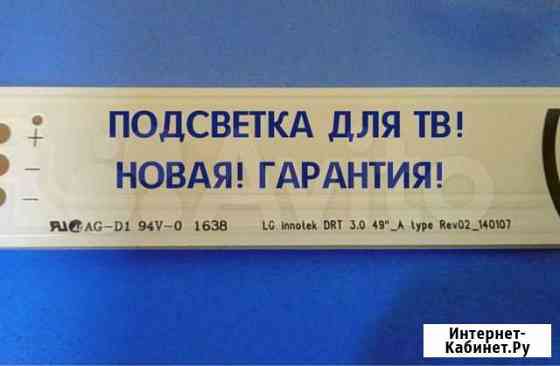 ПОДСВЕТКА ДЛЯ ТВ!
НОВАЯ! ГАРАНТИЯ!
+
–
–
AG-D1 94V-0 1638
LG innotek DRT 3.0 49"_A type Rev02_140107
Avito
Интернет-
Кабинет.Ру